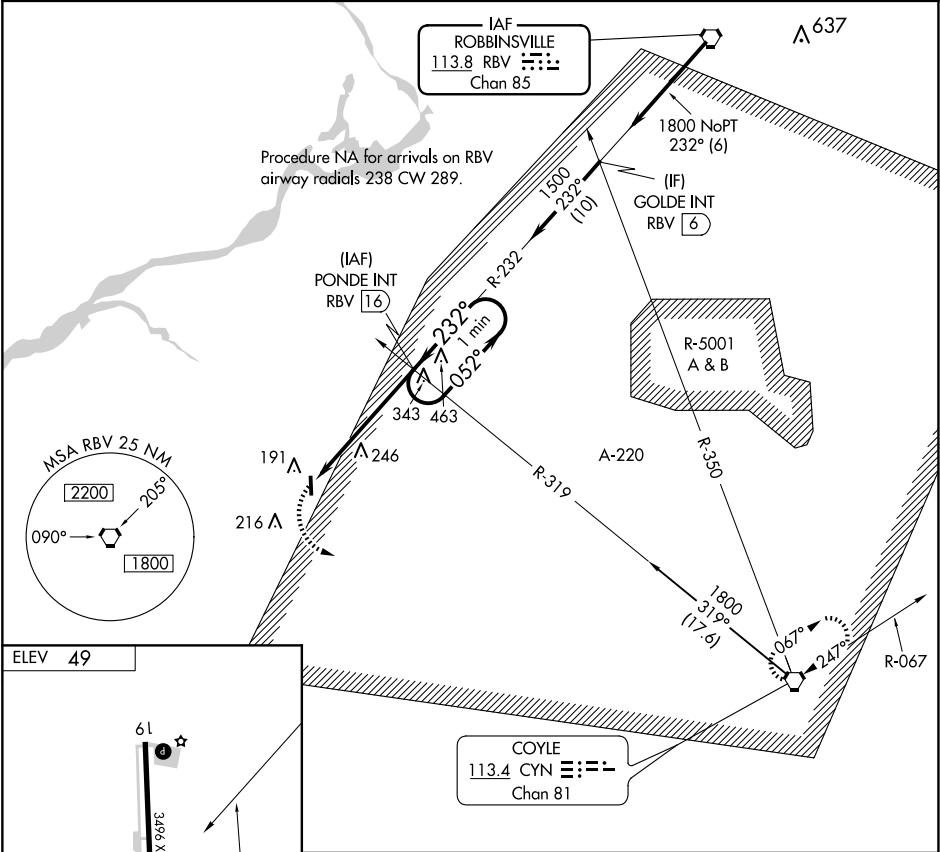 IAF
ROBBINSVILLE
113.8 RBV
Chan 85
637
1800 NoPT
232° (6)
Procedure NA for arrivals on RBV
airway radials 238 CW 289.
(IF)
GOLDE INT
RBV 6
1500
232°
(10)
R-232
(IAF)
PONDE INT
RBV 16
232°
1 min
052°
343
463
R-5001
A & B
A-220
R-350
R-319
191
246
216
MSA RBV 25 NM
2200
205°
090°
1800
1800
319°
(17.6)
067°
247°
R-067
ELEV 49
19
P
3496 X
COYLE
113.4 CYN
Chan 81